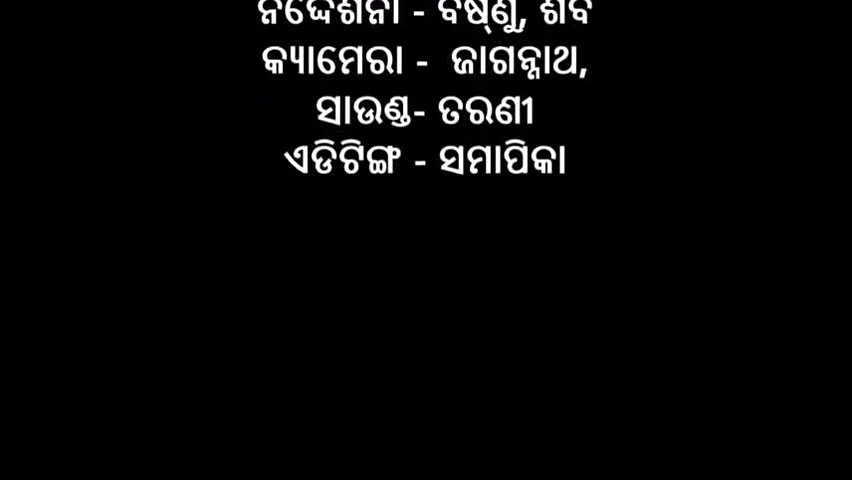 ନିଦ୍ଦେଶନା - ବିଷ୍ଣୁ, ଶିବ
କ୍ୟାମେରା - ଜାଗନ୍ନାଥ,
ସାଉଣ୍ଡ- ତରଣୀ
ଏଡିଟିଙ୍ଗ - ସମାପିକା